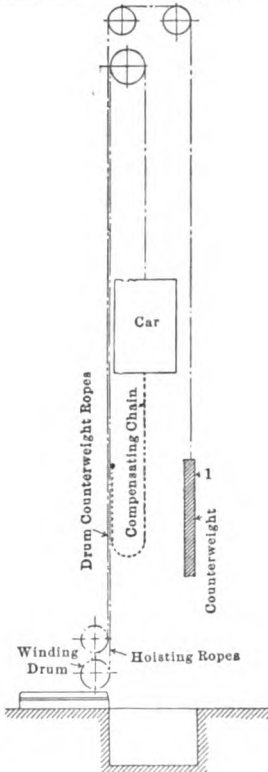 Car
Drum Counterweight Ropes
Compensating Chain
1
Counterweight
Winding
Drum
Hoisting Ropes